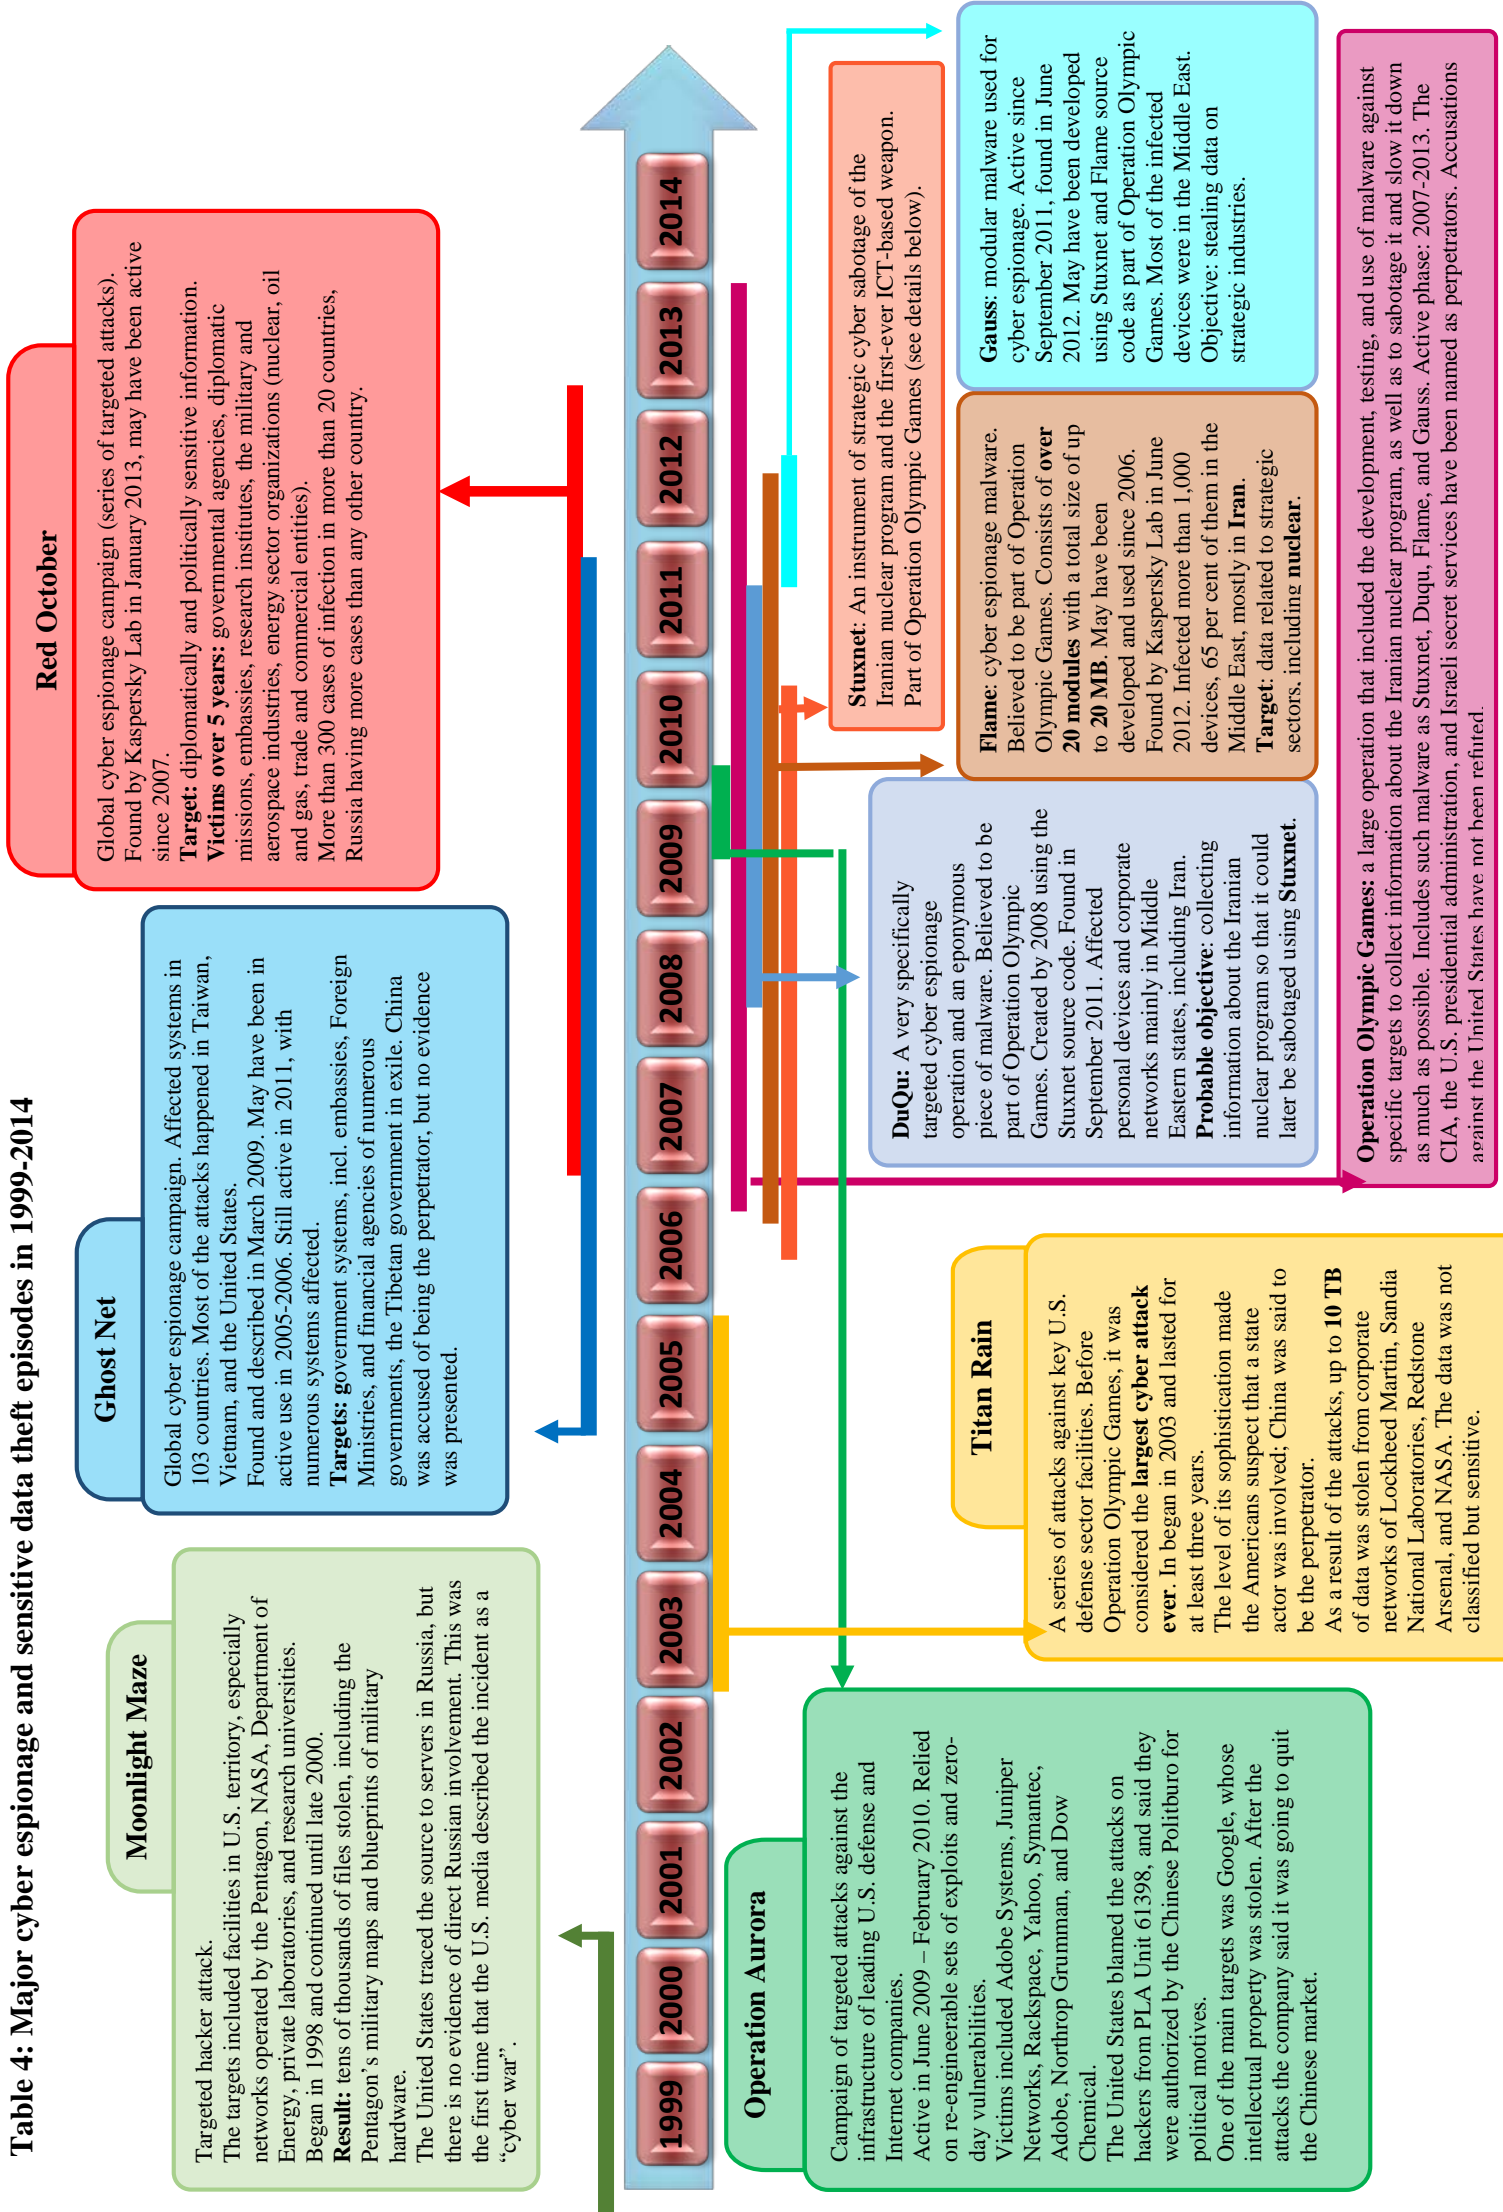 Table 4: Major cyber espionage and sensitive data theft episodes in 1999-2014
Moonlight Maze
Targeted hacker attack.
The targets included facilities in U.S. territory, especially
networks operated by the Pentagon, NASA, Department of
Energy, private laboratories, and research universities.
Began in 1998 and continued until late 2000.
Result: tens of thousands of files stolen, including the
Pentagon's military maps and blueprints of military
hardware.
The United States traced the source to servers in Russia, but
there is no evidence of direct Russian involvement. This was
the first time that the U.S. media described the incident as a
“cyber war”.
Ghost Net
Global cyber espionage campaign. Affected systems in
103 countries. Most of the attacks happened in Taiwan,
Vietnam, and the United States.
Found and described in March 2009. May have been in
active use in 2005-2006. Still active in 2011, with
numerous systems affected.
Targets: government systems, incl. embassies, Foreign
Ministries, and financial agencies of numerous
governments, the Tibetan government in exile. China
was accused of being the perpetrator, but no evidence
was presented.
Red October
Global cyber espionage campaign (series of targeted attacks).
Found by Kaspersky Lab in January 2013, may have been active
since 2007.
Target: diplomatically and politically sensitive information.
Victims over 5 years: governmental agencies, diplomatic
missions, embassies, research institutes, the military and
aerospace industries, energy sector organizations (nuclear, oil
and gas, trade and commercial entities).
More than 300 cases of infection in more than 20 countries,
Russia having more cases than any other country.
1999
2000
2001
2002
2003
2004
2005
2006
2007
2008
2009
2010
2011
2012
2013
2014
Operation Aurora
Campaign of targeted attacks against the
infrastructure of leading U.S. defense and
Internet companies.
Active in June 2009 – February 2010. Relied
on re-engineerable sets of exploits and zero-
day vulnerabilities.
Victims included Adobe Systems, Juniper
Networks, Rackspace, Yahoo, Symantec,
Adobe, Northrop Grumman, and Dow
Chemical.
The United States blamed the attacks on
hackers from PLA Unit 61398, and said they
were authorized by the Chinese Politburo for
political motives.
One of the main targets was Google, whose
intellectual property was stolen. After the
attacks the company said it was going to quit
the Chinese market.
Titan Rain
A series of attacks against key U.S.
defense sector facilities. Before
Operation Olympic Games, it was
considered the largest cyber attack
ever. In began in 2003 and lasted for
at least three years.
The level of its sophistication made
the Americans suspect that a state
actor was involved; China was said to
be the perpetrator.
As a result of the attacks, up to 10 TB
of data was stolen from corporate
networks of Lockheed Martin, Sandia
National Laboratories, Redstone
Arsenal, and NASA. The data was not
classified but sensitive.
DuQu: A very specifically
targeted cyber espionage
operation and an eponymous
piece of malware. Believed to be
part of Operation Olympic
Games. Created by 2008 using the
Stuxnet source code. Found in
September 2011. Affected
personal devices and corporate
networks mainly in Middle
Eastern states, including Iran.
Probable objective: collecting
information about the Iranian
nuclear program so that it could
later be sabotaged using Stuxnet.
Flame: cyber espionage malware.
Believed to be part of Operation
Olympic Games. Consists of over
20 modules with a total size of up
to 20 MB. May have been
developed and used since 2006.
Found by Kaspersky Lab in June
2012. Infected more than 1,000
devices, 65 per cent of them in the
Middle East, mostly in Iran.
Target: data related to strategic
sectors, including nuclear.
Stuxnet: An instrument of strategic cyber sabotage of the
Iranian nuclear program and the first-ever ICT-based weapon.
Part of Operation Olympic Games (see details below).
Gauss: modular malware used for
cyber espionage. Active since
September 2011, found in June
2012. May have been developed
using Stuxnet and Flame source
code as part of Operation Olympic
Games. Most of the infected
devices were in the Middle East.
Objective: stealing data on
strategic industries.
Operation Olympic Games: a large operation that included the development, testing, and use of malware against
specific targets to collect information about the Iranian nuclear program, as well as to sabotage it and slow it down
as much as possible. Includes such malware as Stuxnet, Duqu, Flame, and Gauss. Active phase: 2007-2013. The
CIA, the U.S. presidential administration, and Israeli secret services have been named as perpetrators. Accusations
against the United States have not been refuted.